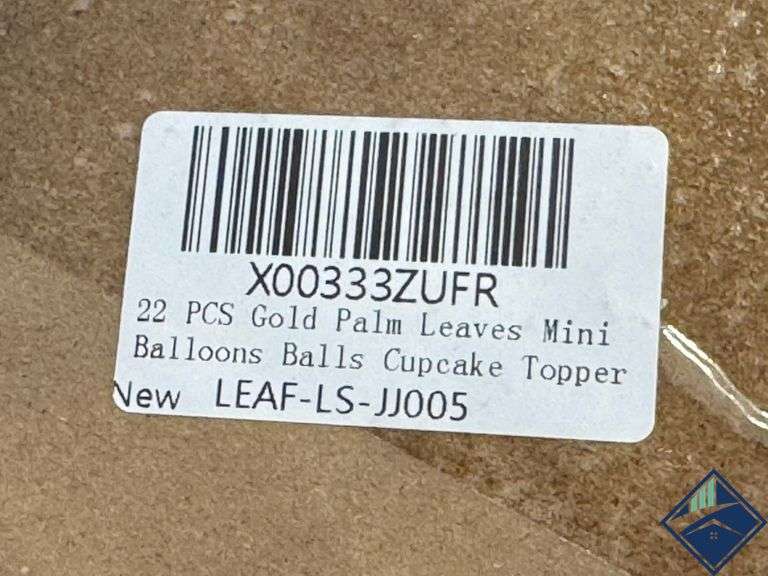 X00333ZUFR
22 PCS Gold Palm Leaves Mini
Balloons Balls Cupcake Topper
New LEAF-LS-JJ005